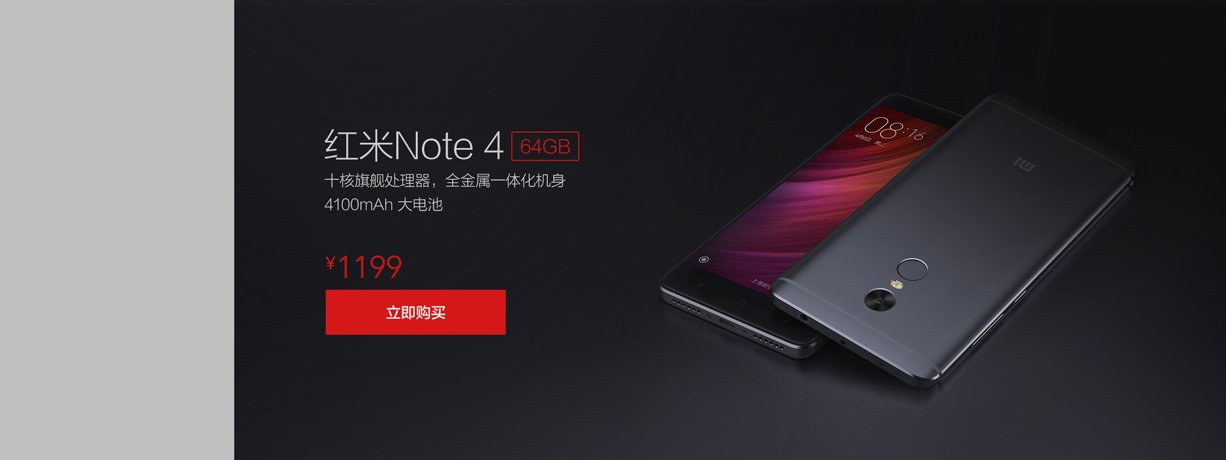 红米Note 4 64GB
十核旗舰处理器，全金属一体化机身
4100mAh 大电池
¥1199
立即购买
08:16
MI